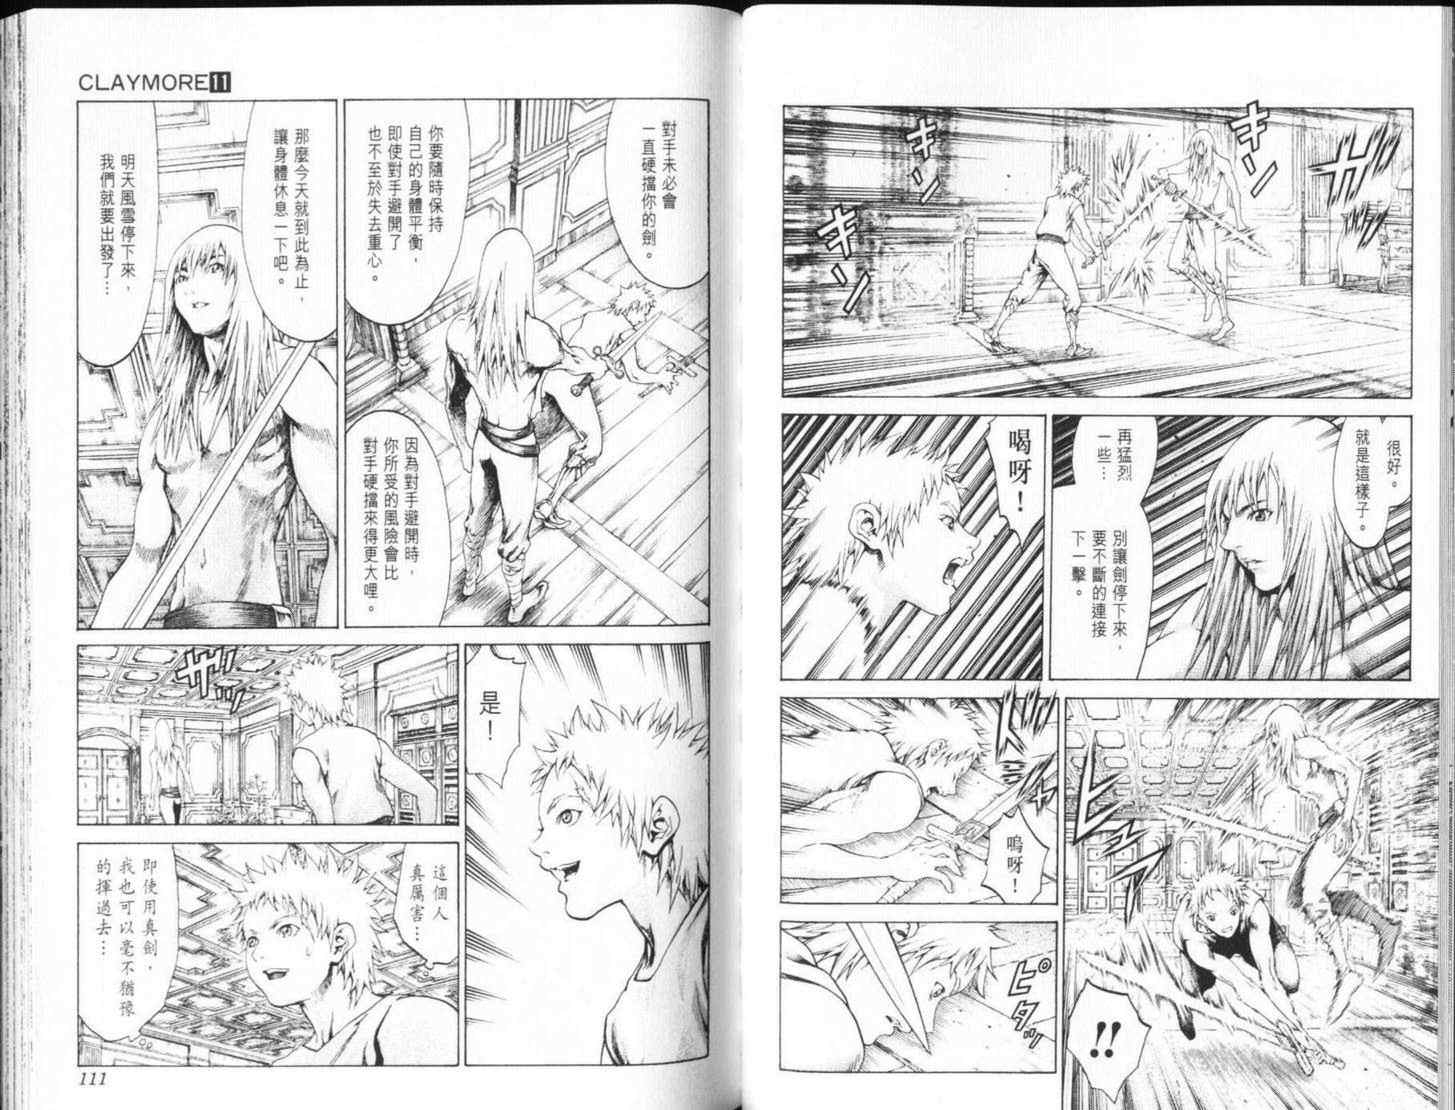 キン
ガガッ
キン
キン
很好。
就是這樣子。
再猛烈
一些…
別讓劍停下來，
要不斷的連接
下一擊。
喝呀！
!!
嗚呀！
ピタッ
CLAYMORE 11
對手未必會
一直硬擋你的劍。
你要隨時保持
自己的身體平衡，
即使對手避開了
也不至於失去重心。
因為對手避開時，
你所受的風險會比
對手硬擋來得更大哩。
那麼今天就到此為止，
讓身體休息一下吧。
明天風雪停下來，
我們就要出發了…
是！
ザッ
這個人
真厲害…
即使用真劍，
我也可以毫不猶豫
的揮過去…
111